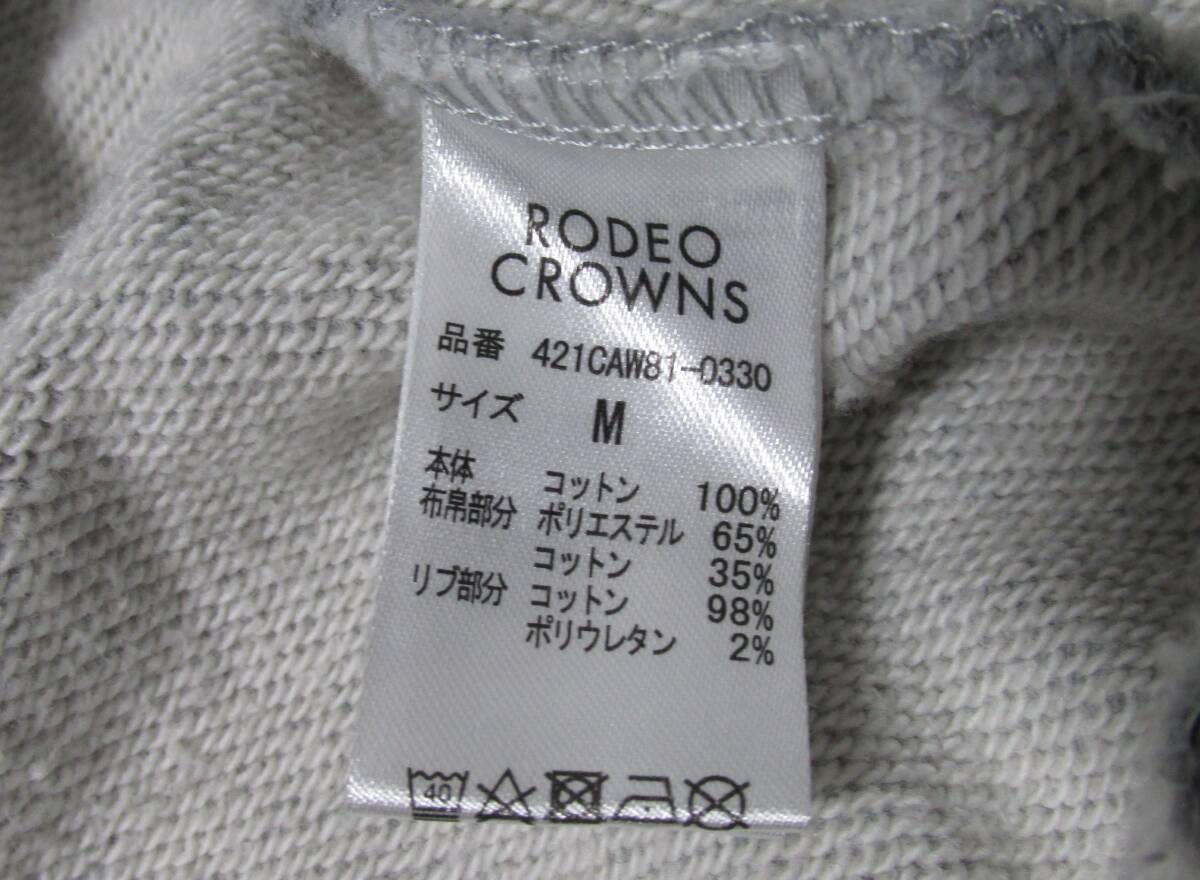 RODEO
CROWNS
品番 421CAW81-0330
サイズ M
本体 コットン 100%
布帛部分 ポリエステル 65%
コットン 35%
リブ部分 コットン 98%
ポリウレタン 2%
40